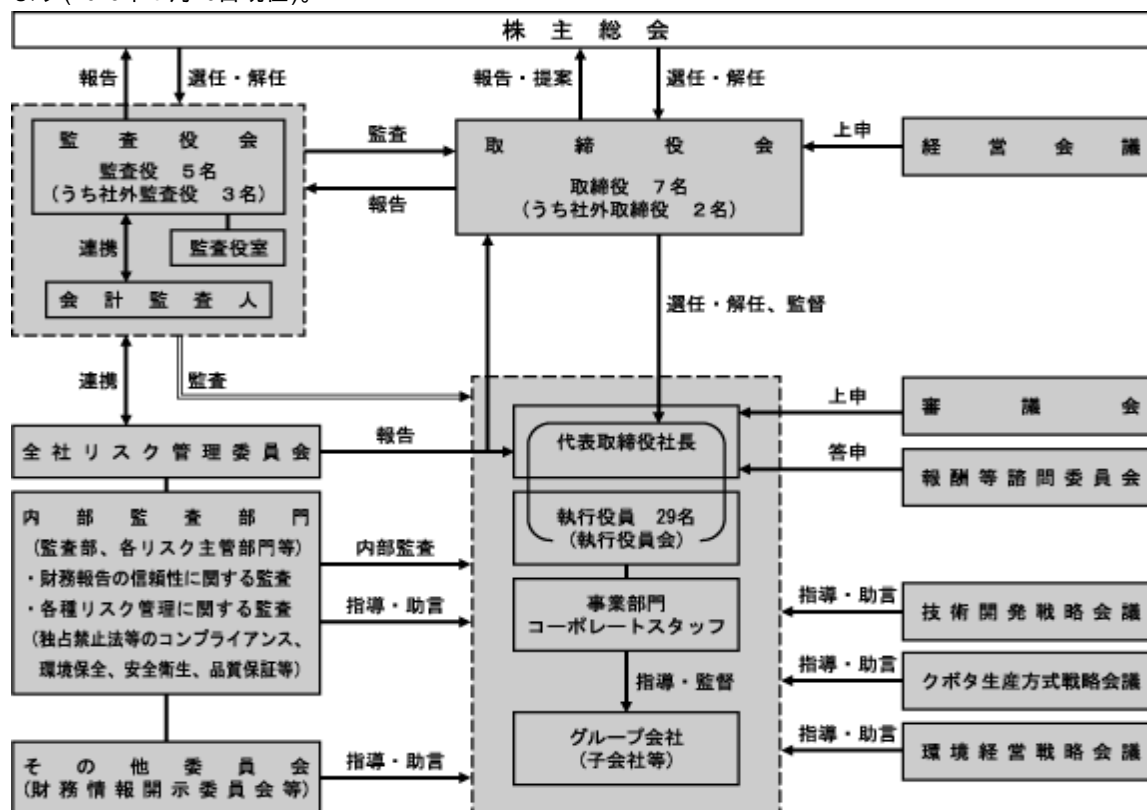 株主総会
報告
選任・解任
報告・提案
選任・解任
監査役会
監査役 5名
(うち社外監査役 3名)
監査
報告
取締役会
取締役 7名
(うち社外取締役 2名)
上申
経営会議
連携
監査役室
会計監査人
選任・解任、監督
連携
監査
全社リスク管理委員会
報告
代表取締役社長
上申
審議会
答申
報酬等諮問委員会
執行役員 29名
(執行役員会)
内部監査部門
(監査部、各リスク主管部門等)
・財務報告の信頼性に関する監査
・各種リスク管理に関する監査
(独占禁止法等のコンプライアンス、
環境保全、安全衛生、品質保証等)
内部監査
指導・助言
事業部門
コーポレートスタッフ
指導・助言
技術開発戦略会議
指導・監督
指導・助言
クボタ生産方式戦略会議
グループ会社
(子会社等)
指導・助言
環境経営戦略会議
その他委員会
(財務情報開示委員会等)
指導・助言